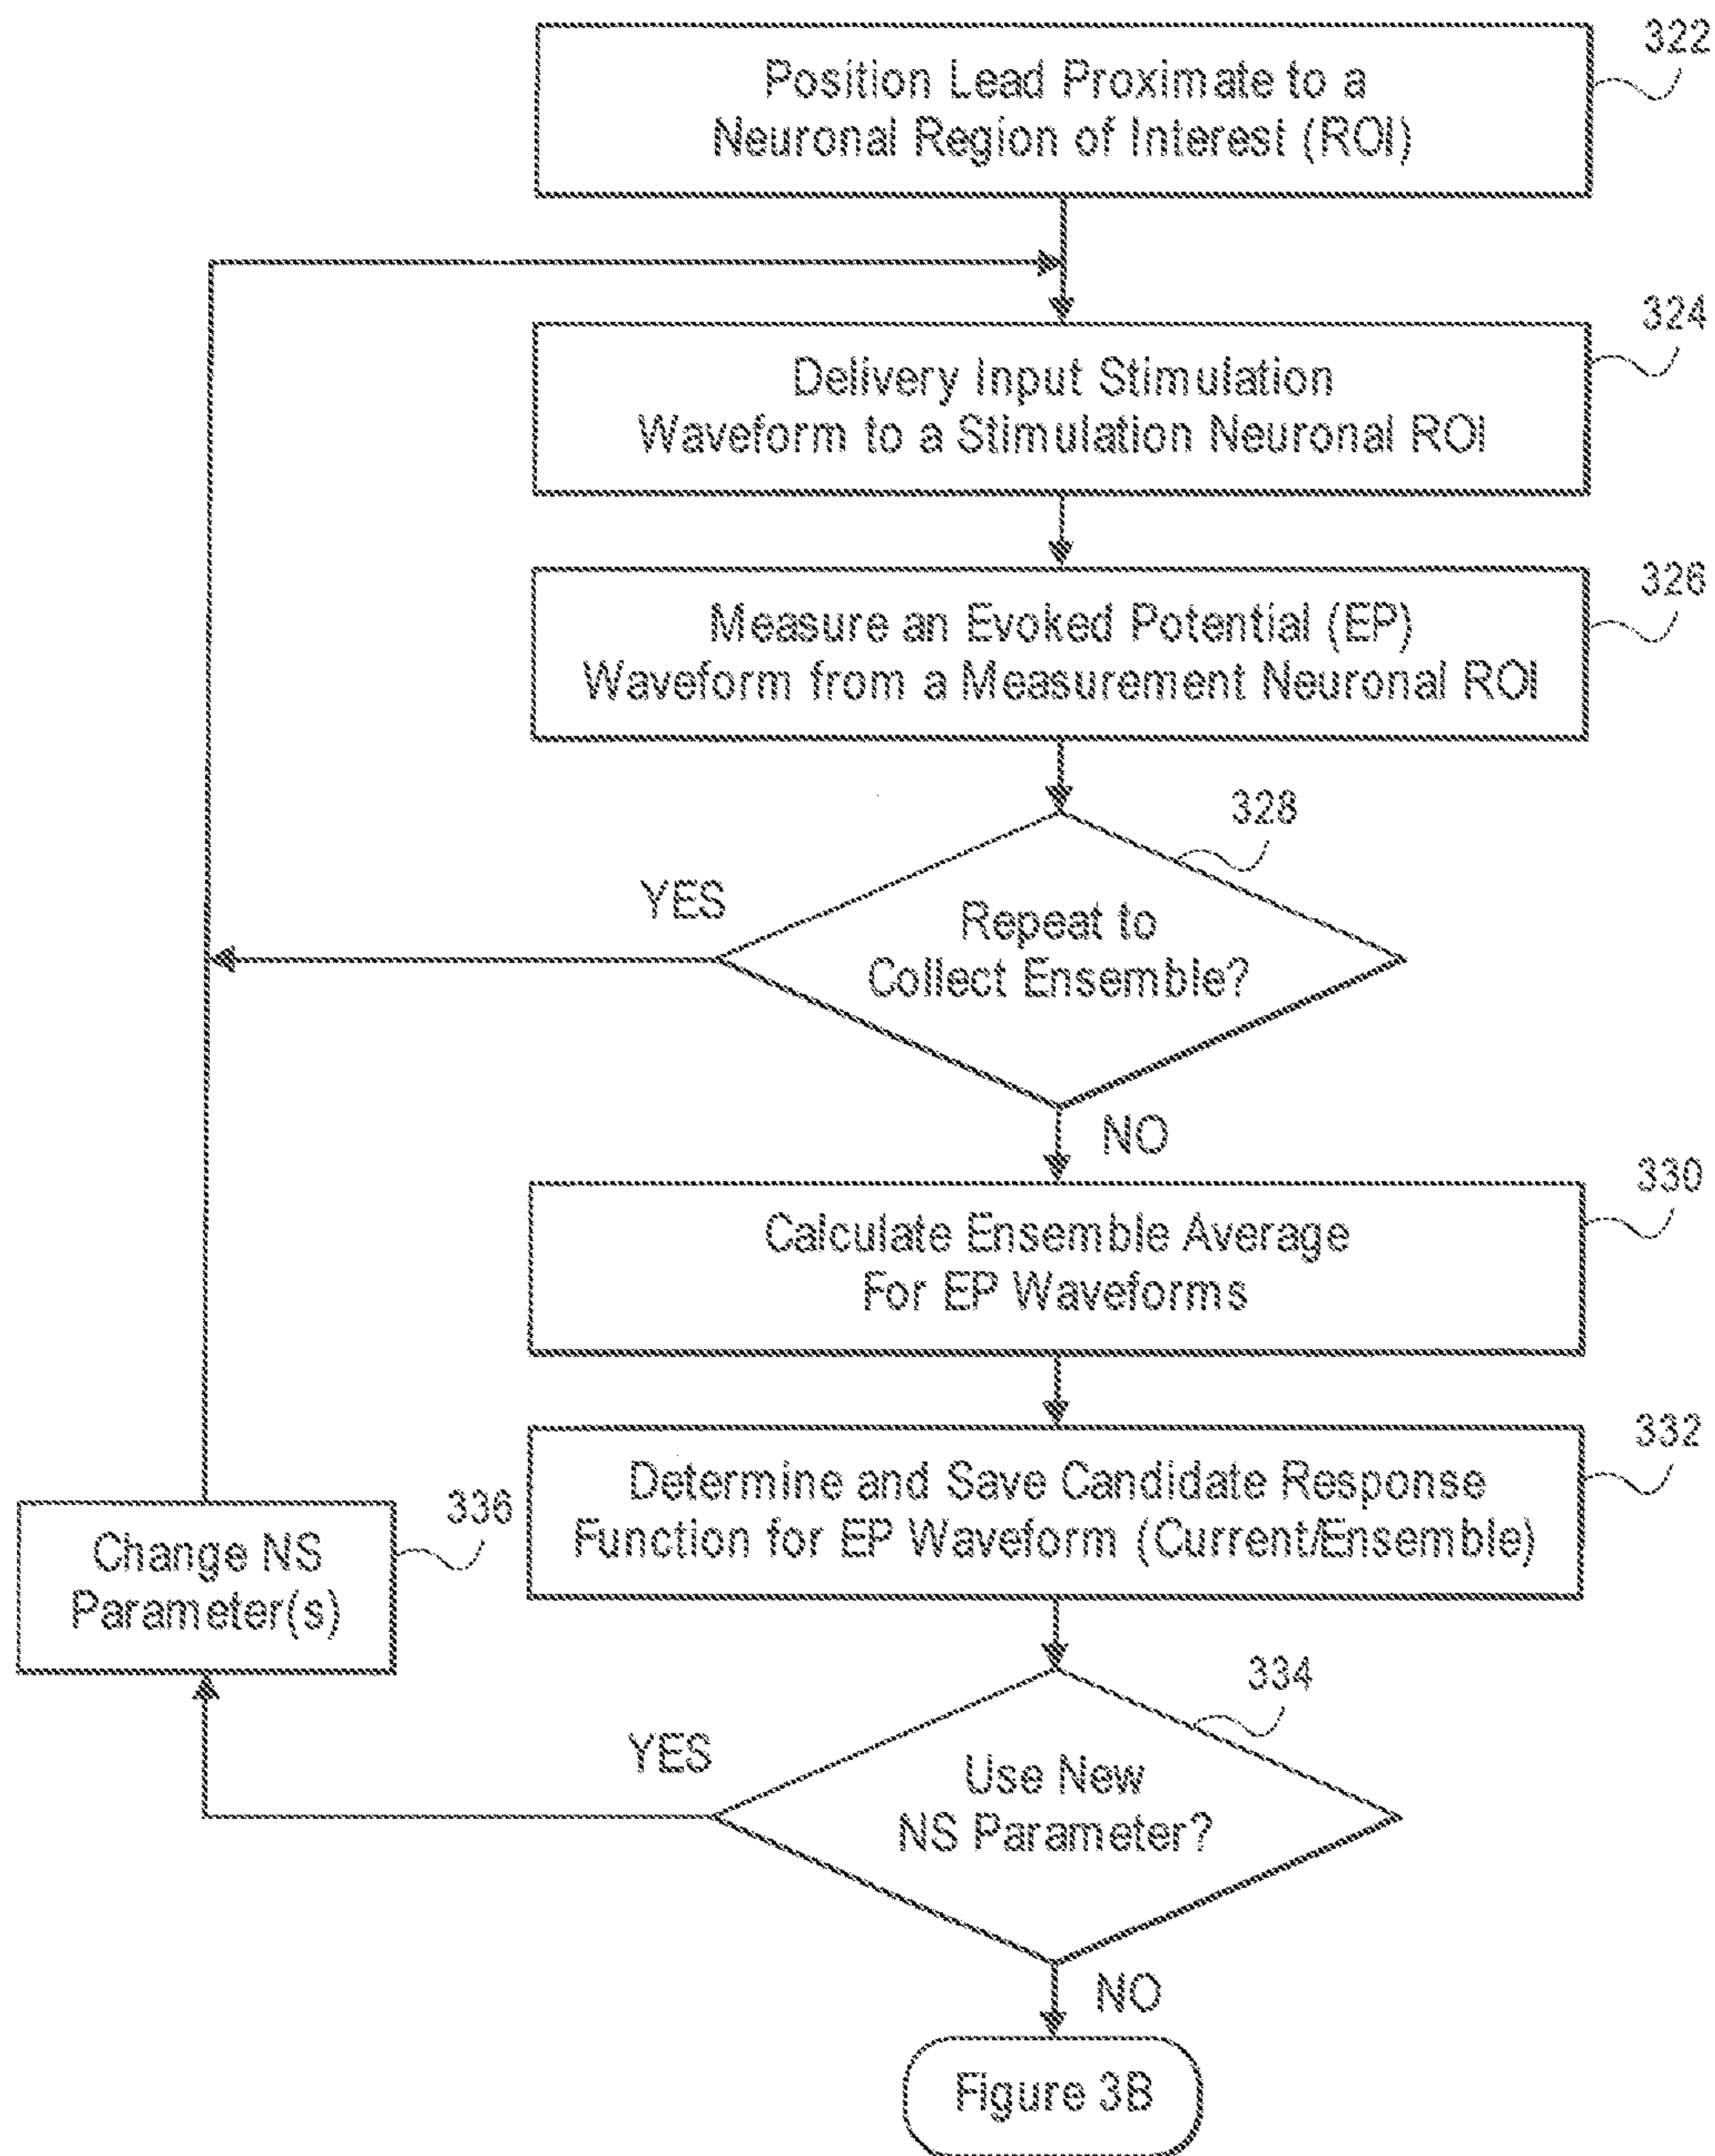 322
Position Lead Proximate to a
Neuronal Region of Interest (ROI)
324
Delivery Input Stimulation
Waveform to a Stimulation Neuronal ROI
326
Measure an Evoked Potential (EP)
Waveform from a Measurement Neuronal ROI
328
YES
Repeat to
Collect Ensemble?
NO
330
Calculate Ensemble Average
For EP Waveforms
332
Determine and Save Candidate Response
Function for EP Waveform (Current/Ensemble)
336
Change NS
Parameter(s)
334
YES
Use New
NS Parameter?
NO
Figure 3B